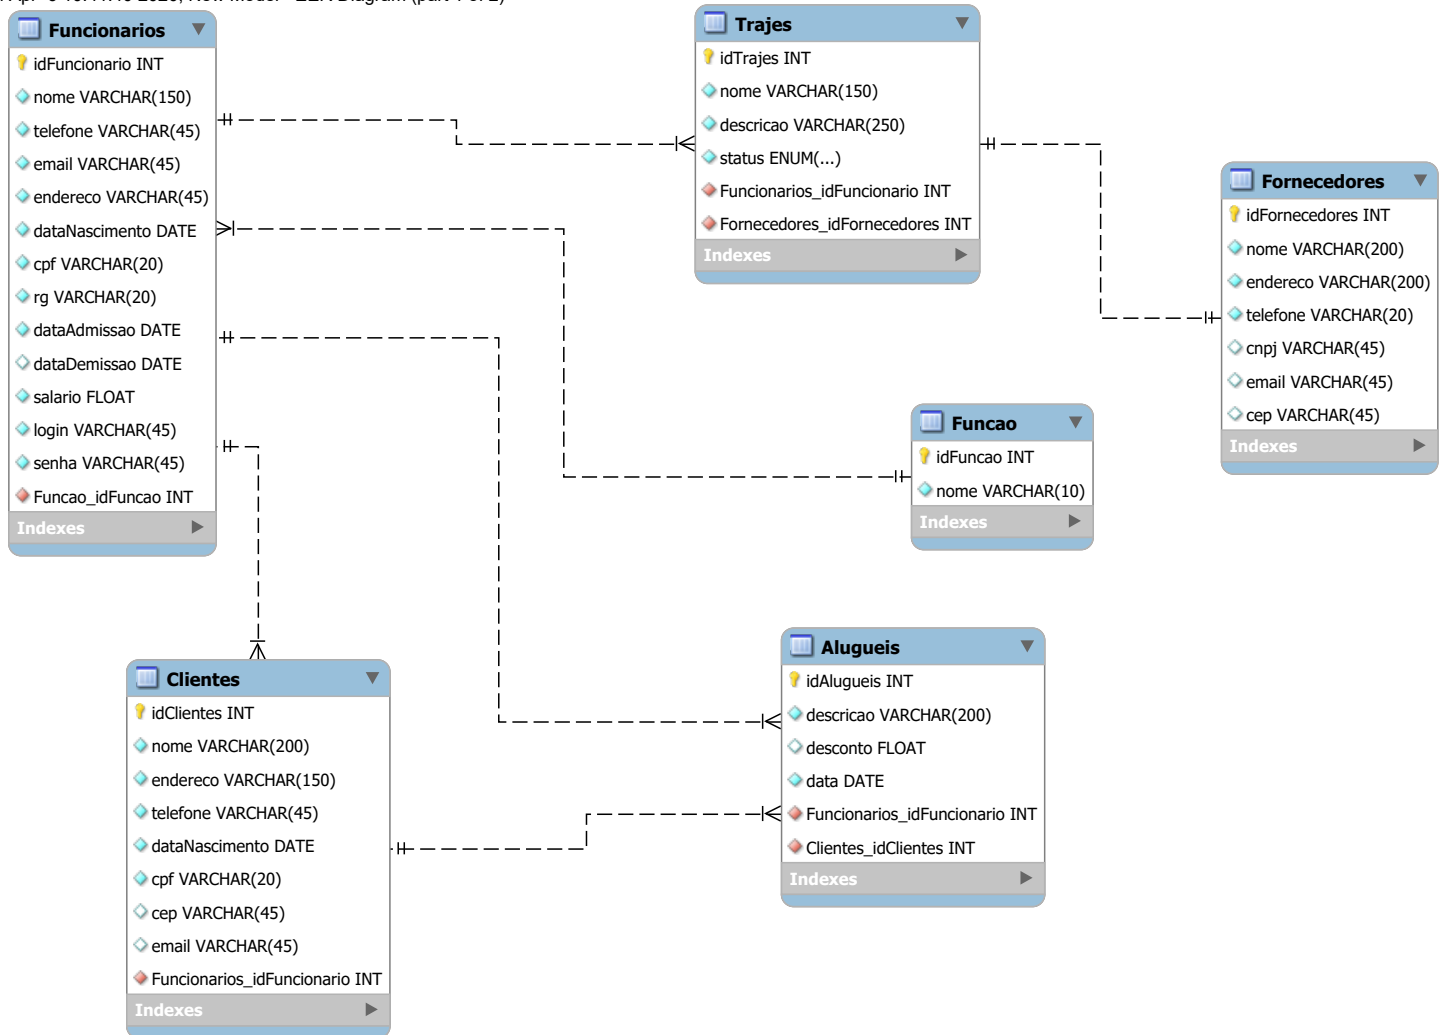 Funcionarios
idFuncionario INT
nome VARCHAR(150)
telefone VARCHAR(45)
email VARCHAR(45)
endereco VARCHAR(45)
dataNascimento DATE
cpf VARCHAR(20)
rg VARCHAR(20)
dataAdmissao DATE
dataDemissao DATE
salario FLOAT
login VARCHAR(45)
senha VARCHAR(45)
Funcao_idFuncao INT
Indexes
Trajes
idTrajes INT
nome VARCHAR(150)
descricao VARCHAR(250)
status ENUM(...)
Funcionarios_idFuncionario INT
Fornecedores_idFornecedores INT
Indexes
Fornecedores
idFornecedores INT
nome VARCHAR(200)
endereco VARCHAR(200)
telefone VARCHAR(20)
cnpj VARCHAR(45)
email VARCHAR(45)
cep VARCHAR(45)
Indexes
Funcao
idFuncao INT
nome VARCHAR(10)
Indexes
Clientes
idClientes INT
nome VARCHAR(200)
endereco VARCHAR(150)
telefone VARCHAR(45)
dataNascimento DATE
cpf VARCHAR(20)
cep VARCHAR(45)
email VARCHAR(45)
Funcionarios_idFuncionario INT
Indexes
Alugueis
idAlugueis INT
descricao VARCHAR(200)
desconto FLOAT
data DATE
Funcionarios_idFuncionario INT
Clientes_idClientes INT
Indexes